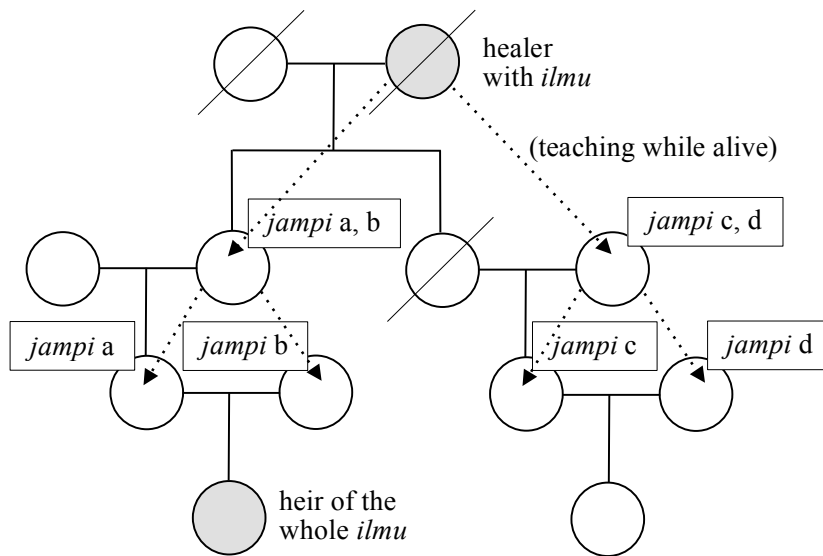 healer
with ilmu
(teaching while alive)
jampi a, b
jampi c, d
jampi a
jampi b
jampi c
jampi d
heir of the
whole ilmu